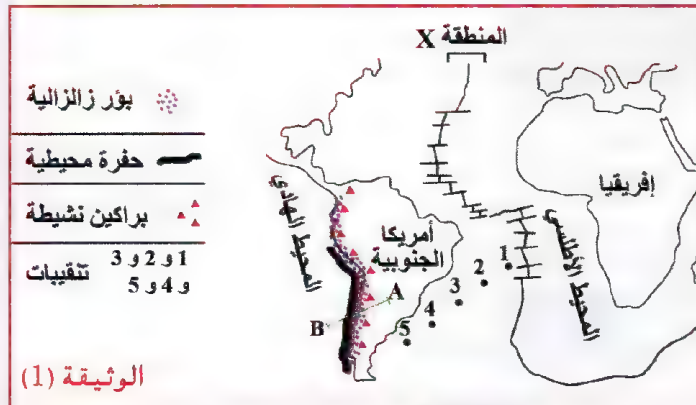 المنطقة X
بؤر زالزالية
حفرة محيطية
براكين نشيطة
1 و 2 و 3
و 4 و 5
تنقيبات
الوثيقة (1)
المحيط الهادي
أمريكا
الجنوبية
إفريقيا
المحيط الأطلسي
1
2
3
4
5
A
B